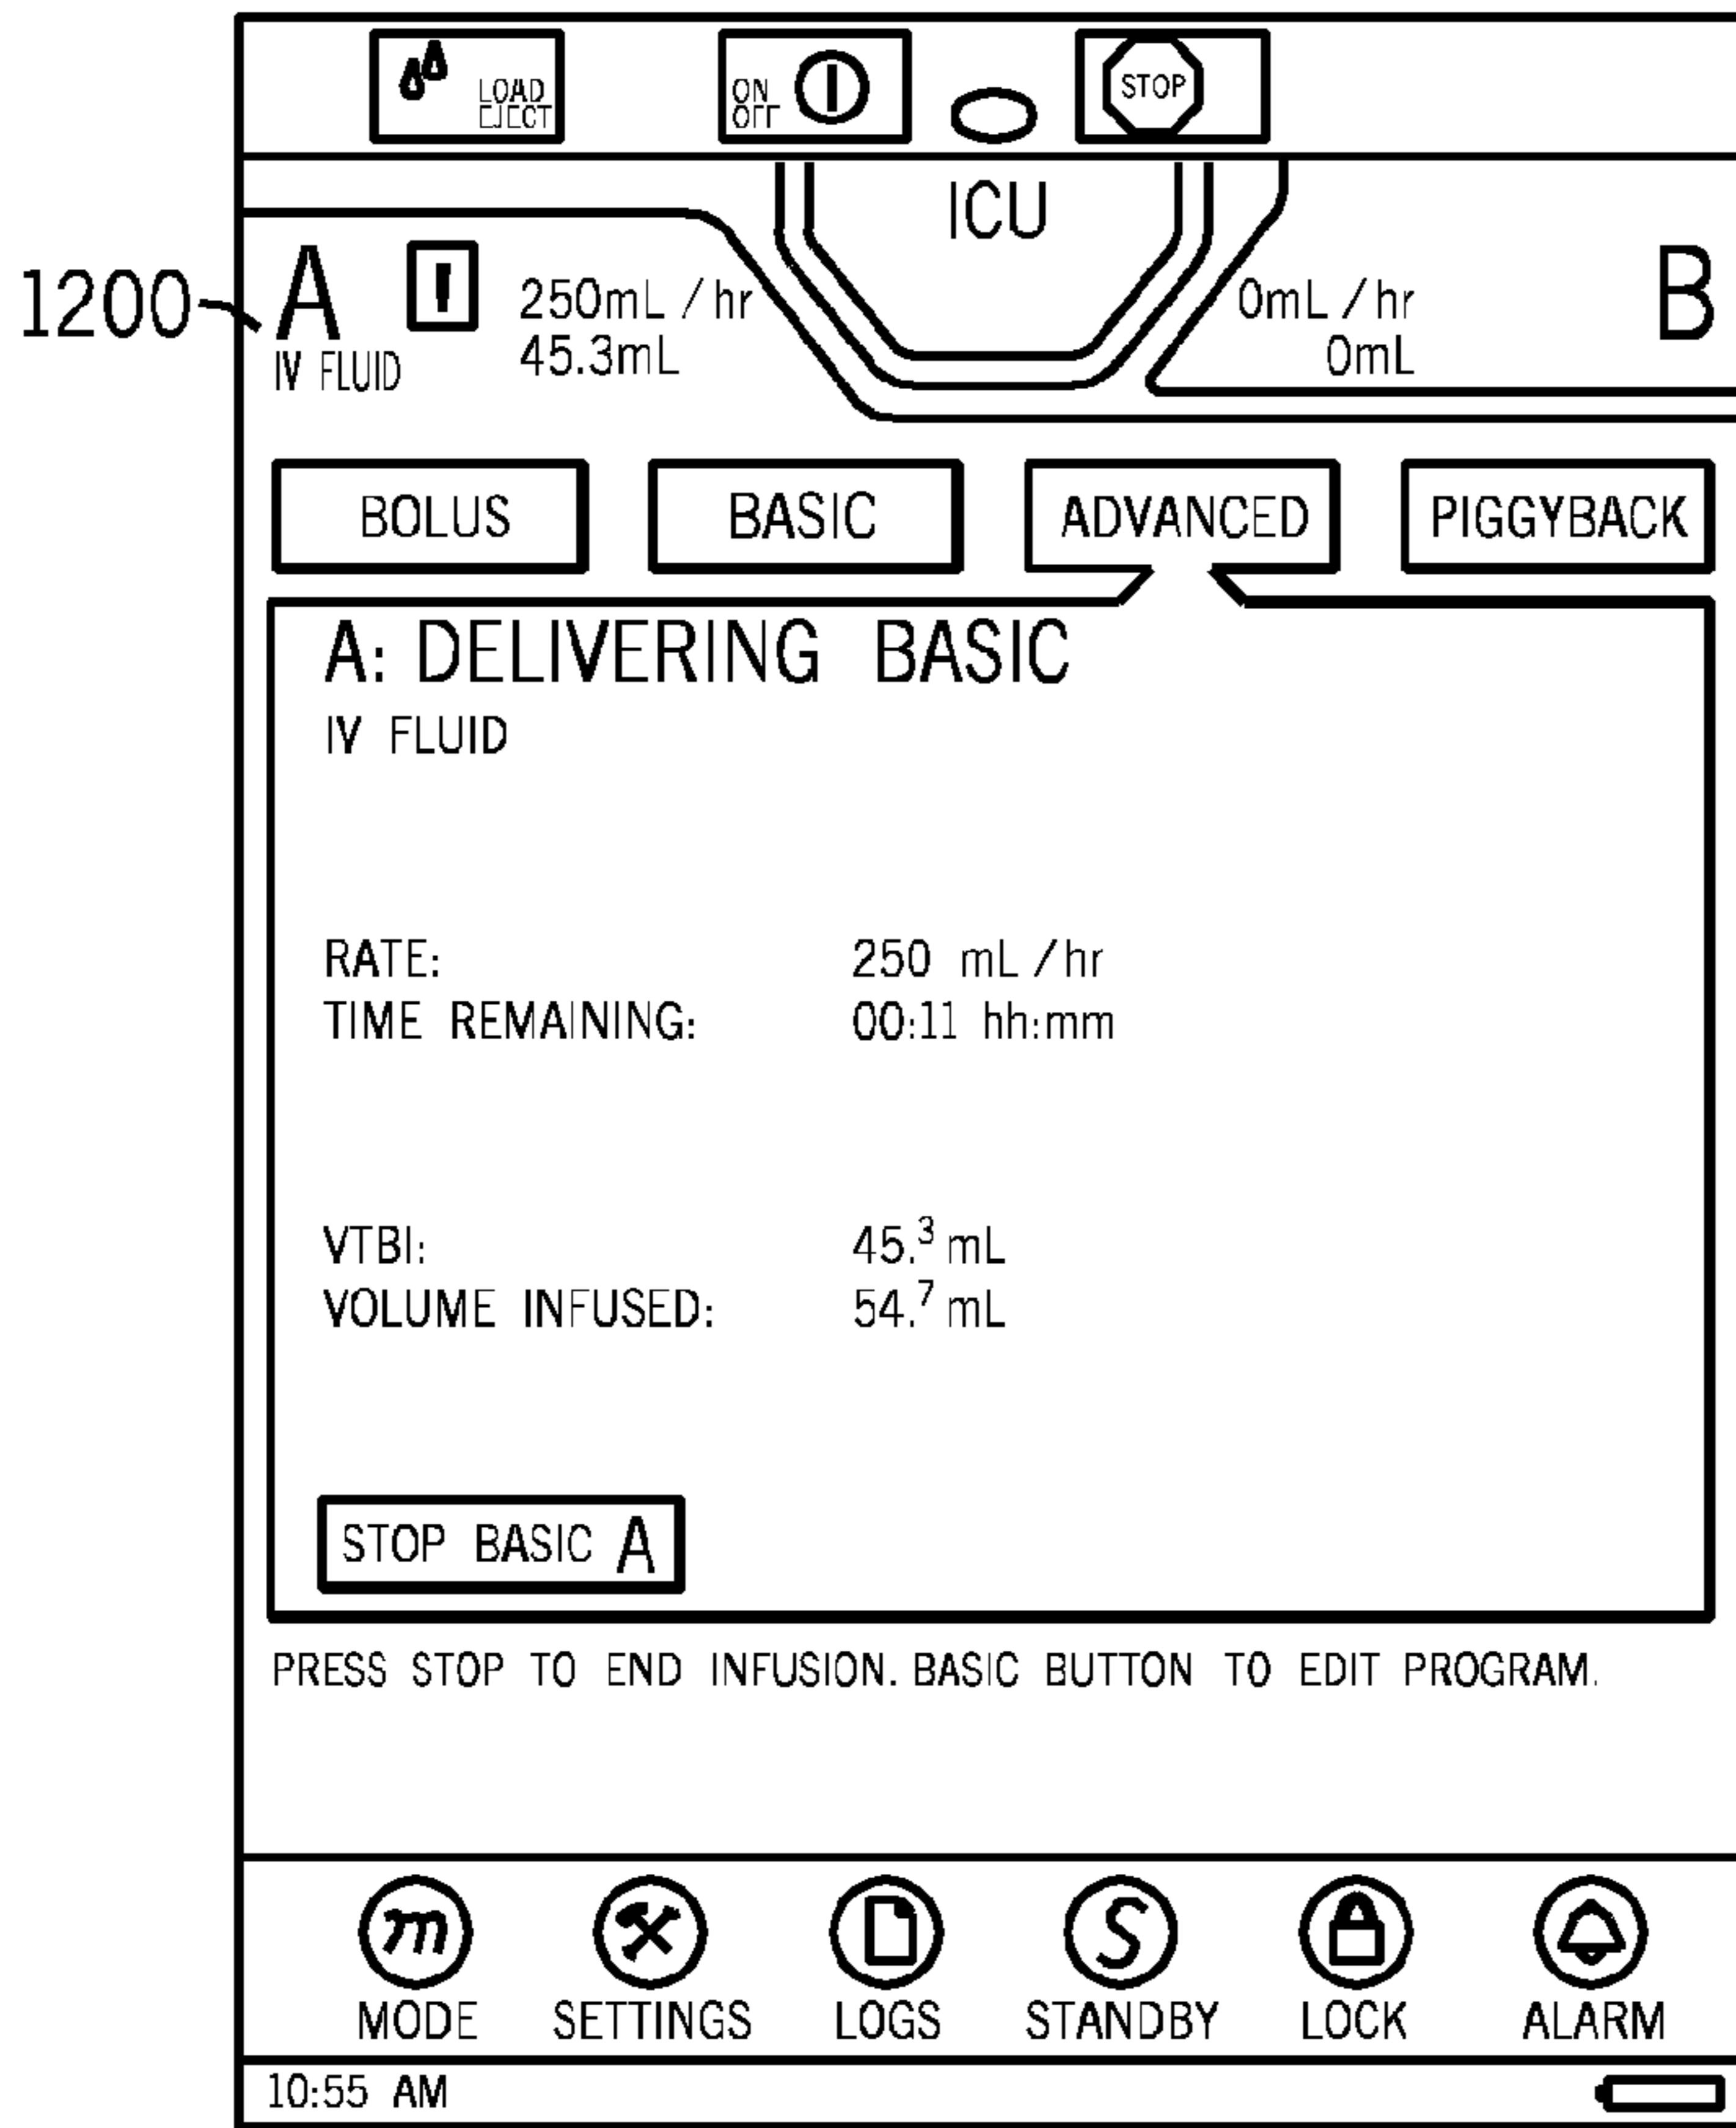 LOAD
EJECT
ON
OFF
STOP
ICU
1200
A
250mL/hr
45.3mL
IV FLUID
0mL/hr
0mL
B
BOLUS BASIC ADVANCED PIGGYBACK
A: DELIVERING BASIC
IV FLUID
RATE: 250 mL/hr
TIME REMAINING: 00:11 hh:mm
VTBI: 45.3 mL
VOLUME INFUSED: 54.7 mL
STOP BASIC A
PRESS STOP TO END INFUSION. BASIC BUTTON TO EDIT PROGRAM.
m S
MODE SETTINGS LOGS STANDBY LOCK ALARM
10:55 AM